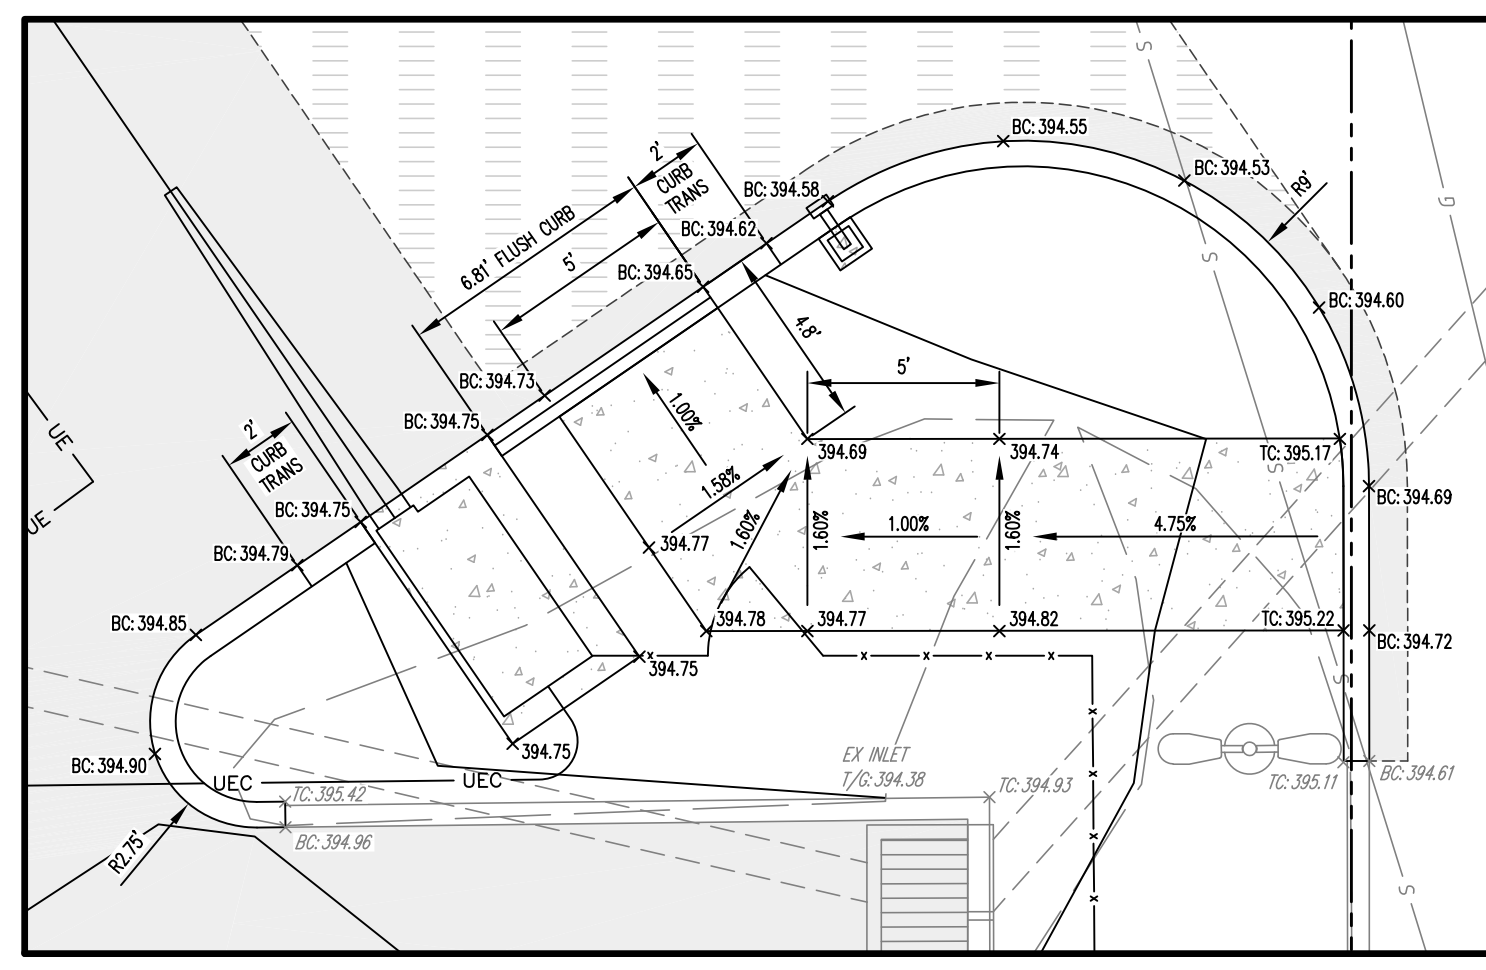 BC: 394.55
BC: 394.53
R9'
2'
CURB
TRANS
BC: 394.58
6.81' FLUSH CURB
BC: 394.62
5'
BC: 394.65
BC: 394.60
4.8'
5'
BC: 394.73
1.00%
BC: 394.75
2'
CURB
TRANS
394.69
394.74
TC: 395.17
1.58%
BC: 394.69
BC: 394.75
1.60%
1.60%
1.00%
1.60%
4.75%
394.77
BC: 394.79
BC: 394.85
394.78
394.77
394.82
TC: 395.22
BC: 394.72
394.75
394.75
BC: 394.90
UEC
UEC
EX INLET
T/G: 394.38
TC: 394.93
TC: 395.11
BC: 394.61
TC: 395.42
BC: 394.96
R2.75'
UE
UE
S
S
S
S
S
G
x
x
x
x
x
x
x
x